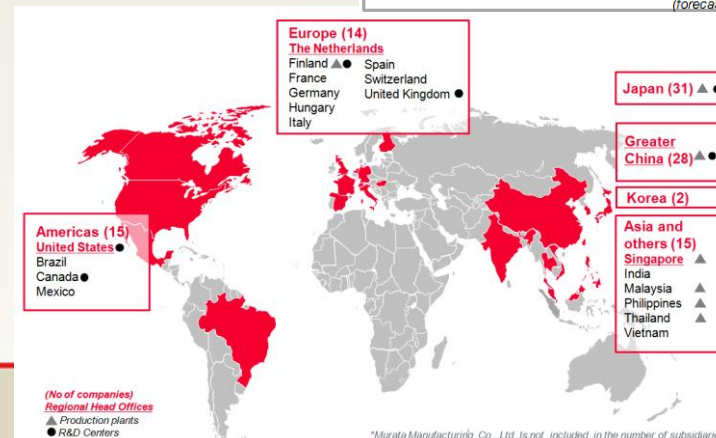 (forecas
Europe (14)
The Netherlands
Finland ▲●
France
Germany
Hungary
Italy
Spain
Switzerland
United Kingdom ●
Japan (31) ▲ ●
Greater
China (28) ▲●
Korea (2)
Asia and
others (15)
Singapore ▲
India
Malaysia ▲
Philippines ▲
Thailand ▲
Vietnam
Americas (15)
United States●
Brazil
Canada●
Mexico
(No of companies)
Regional Head Offices
▲ Production plants
● R&D Centers
*Murata Manufacturing Co., Ltd. Is not included in the number of subsidiarie